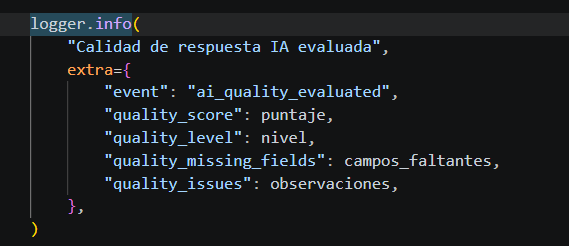 logger.info(
    "Calidad de respuesta IA evaluada",
    extra={
        "event": "ai_quality_evaluated",
        "quality_score": puntaje,
        "quality_level": nivel,
        "quality_missing_fields": campos_faltantes,
        "quality_issues": observaciones,
    },
)